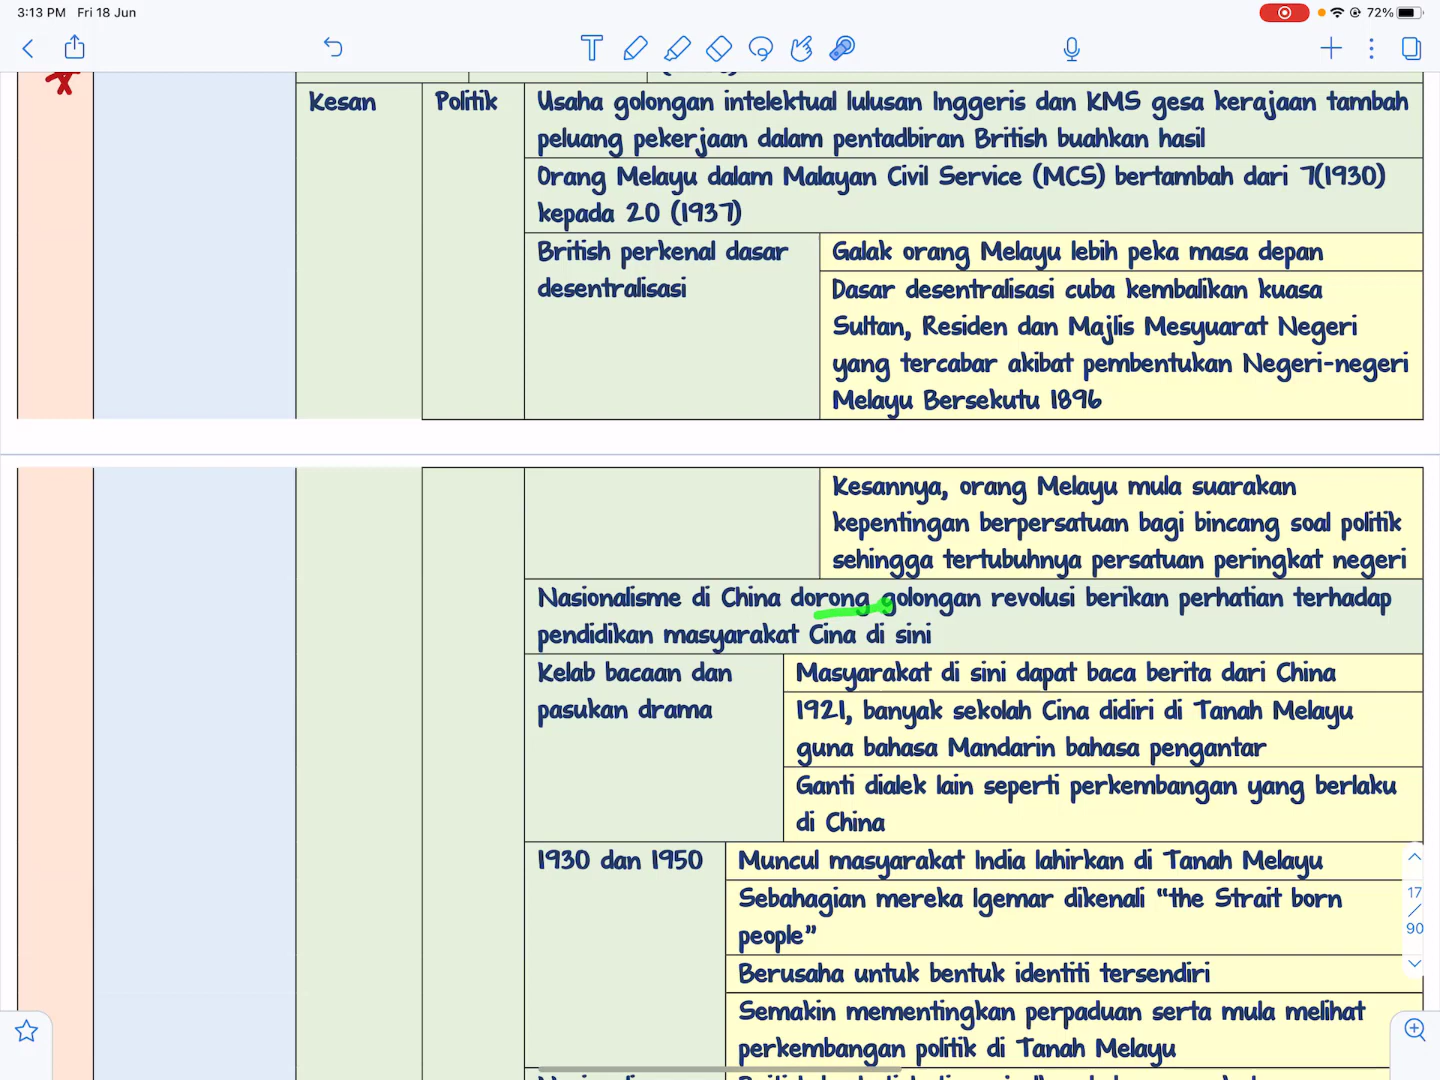 3:13 PM Fri 18 Jun
72%
Kesan
Politik
Usaha golongan intelektual lulusan Inggeris dan KMS gesa kerajaan tambah
peluang pekerjaan dalam pentadbiran British buahkan hasil
Orang Melayu dalam Malayan Civil Service (MCS) bertambah dari 7(1930)
kepada 20 (1937)
British perkenal dasar
desentralisasi
Galak orang Melayu lebih peka masa depan
Dasar desentralisasi cuba kembalikan kuasa
Sultan, Residen dan Majlis Mesyuarat Negeri
yang tercabar akibat pembentukan Negeri-negeri
Melayu Bersekutu 1896
Kesannya, orang Melayu mula suarakan
kepentingan berpersatuan bagi bincang soal politik
sehingga tertubuhnya persatuan peringkat negeri
Nasionalisme di China dorong golongan revolusi berikan perhatian terhadap
pendidikan masyarakat Cina di sini
Kelab bacaan dan
pasukan drama
Masyarakat di sini dapat baca berita dari China
1921, banyak sekolah Cina didiri di Tanah Melayu
guna bahasa Mandarin bahasa pengantar
Ganti dialek lain seperti perkembangan yang berlaku
di China
1930 dan 1950
Muncul masyarakat India lahirkan di Tanah Melayu
Sebahagian mereka lgemar dikenali “the Strait born
people”
Berusaha untuk bentuk identiti tersendiri
Semakin mementingkan perpaduan serta mula melihat
perkembangan politik di Tanah Melayu
17
/
90